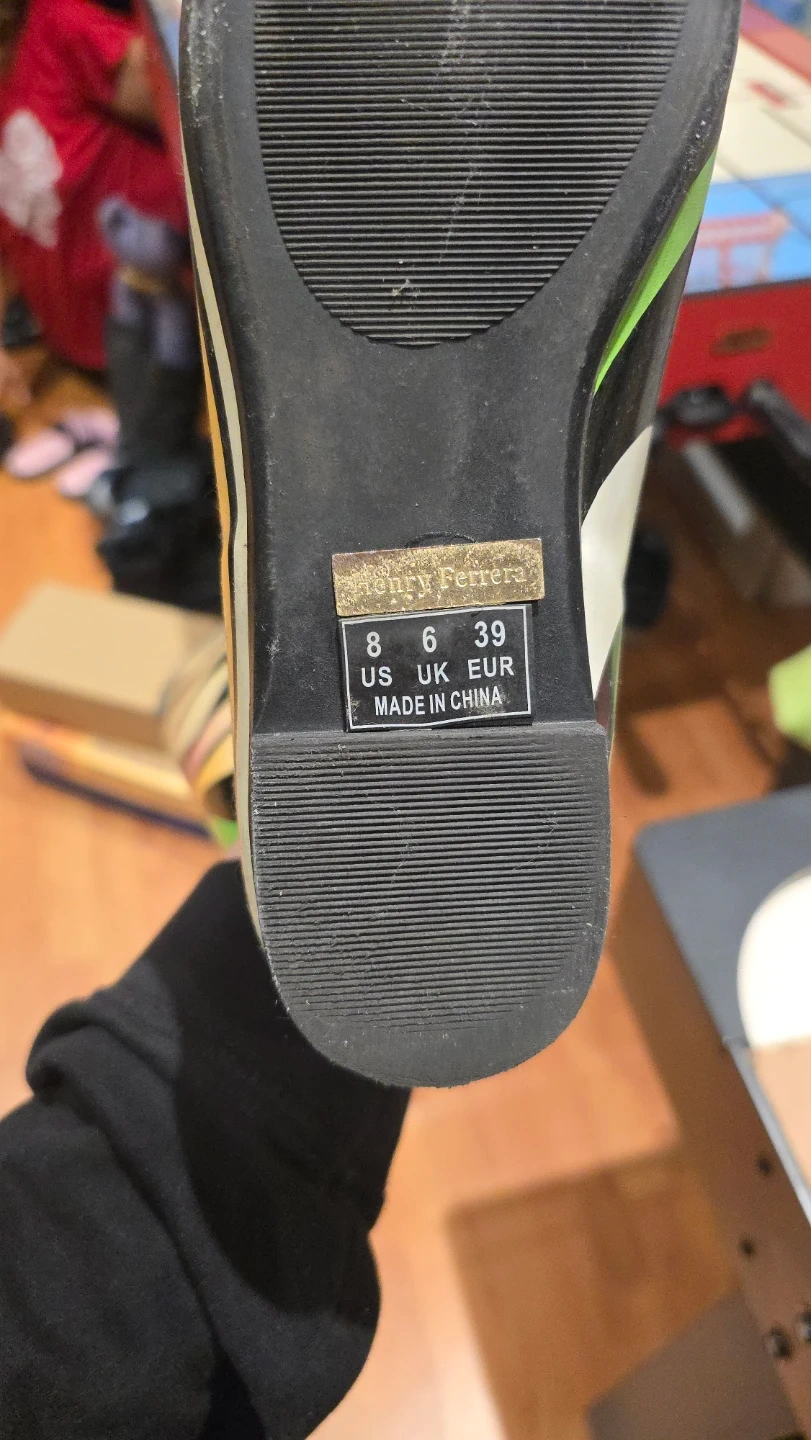 Henry Ferrera
8 6 39
US UK EUR
MADE IN CHINA